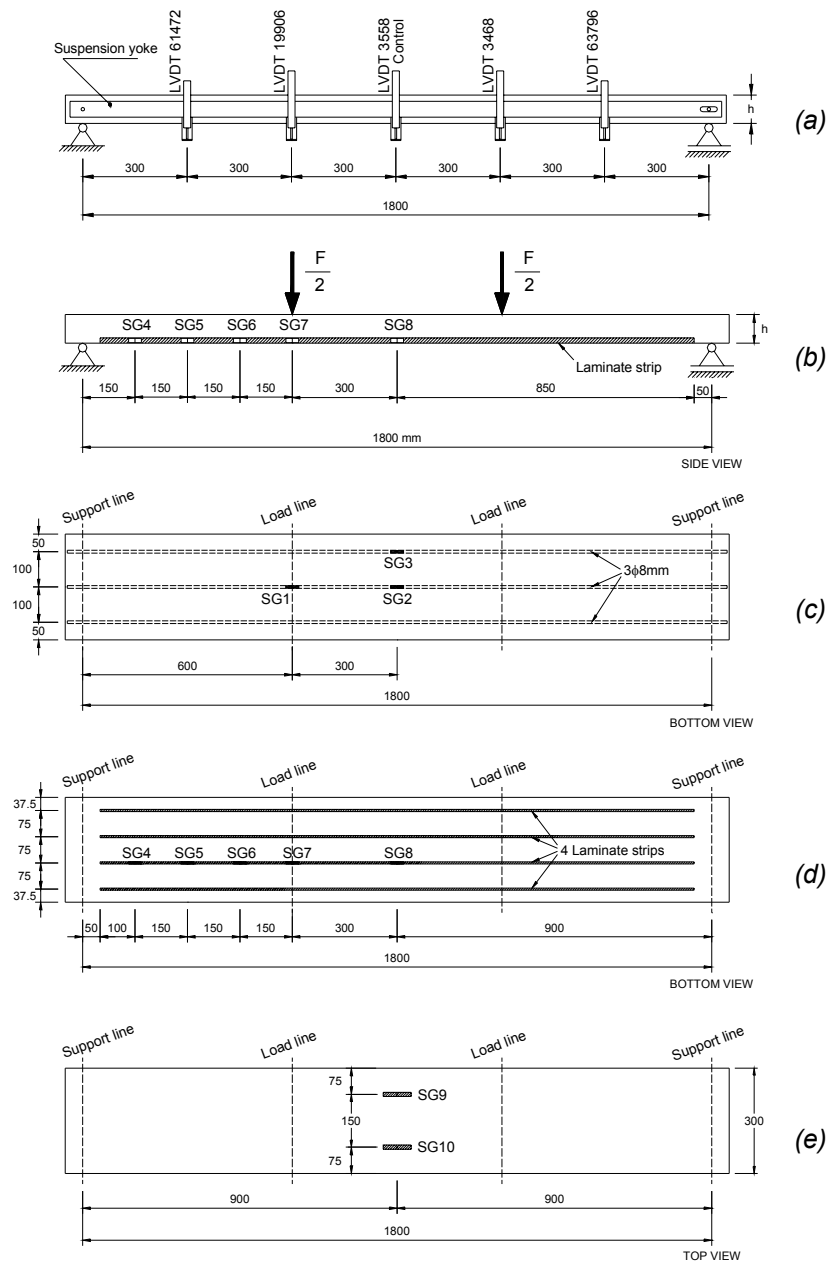 LVDT 61472
LVDT 19906
LVDT 3558
Control
LVDT 3468
LVDT 63796
Suspension yoke
h
(a)
300 300 300 300 300 300
1800
F
2
F
2
SG4 SG5 SG6 SG7 SG8
h
Laminate strip
(b)
150 150 150 150 300 850 50
1800 mm
SIDE VIEW
Support line Load line Load line Support line
50
100
100
50
SG3
SG1 SG2
3ϕ8mm
(c)
600 300
1800
BOTTOM VIEW
Support line Load line Load line Support line
37.5
75
75
75
37.5
SG4 SG5 SG6 SG7 SG8
4 Laminate strips
(d)
50 100 150 150 150 300 900
1800
BOTTOM VIEW
Support line Load line Load line Support line
75
150
75
SG9
SG10
300
(e)
900 900
1800
TOP VIEW